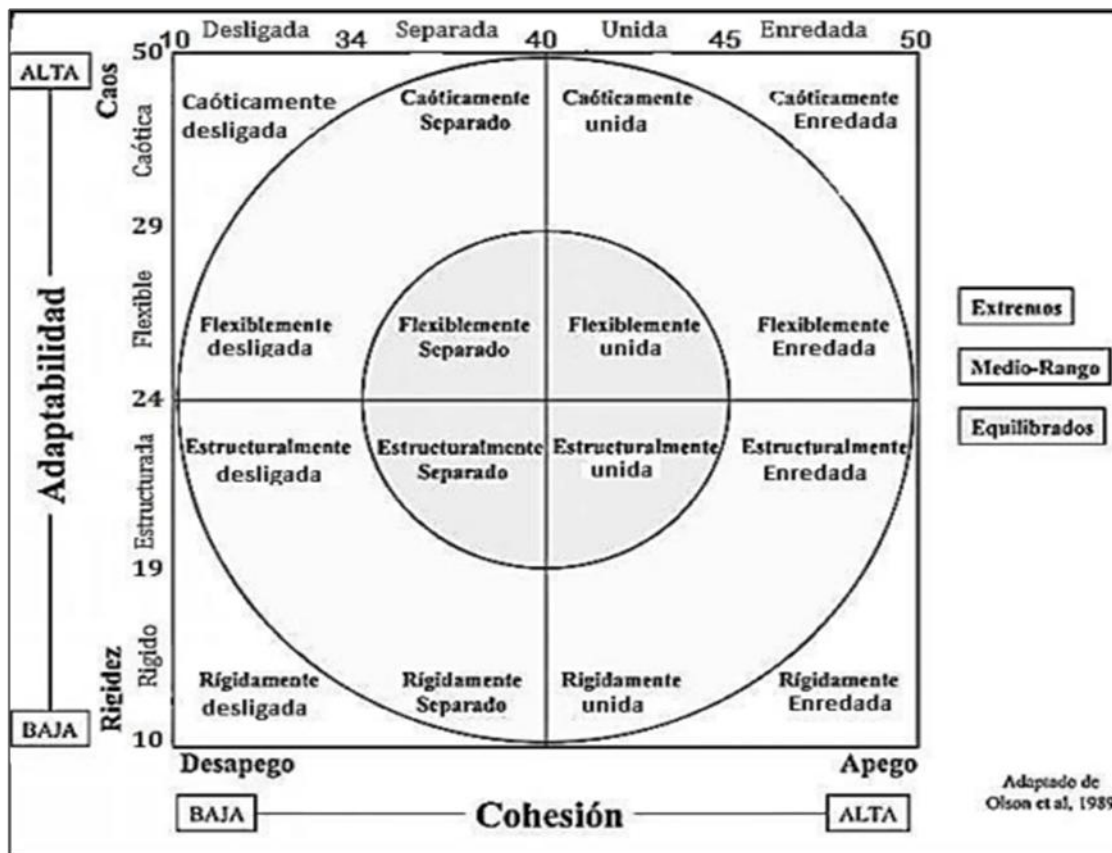 Desligada Separada Unida Enredada
50 10 34 40 45 50
ALTA
Caos
Caóticamente desligada
Caóticamente Separado
Caóticamente unida
Caóticamente Enredada
Caótica
29
Adaptabilidad
Flexible
Flexiblemente desligada
Flexiblemente Separado
Flexiblemente unida
Flexiblemente Enredada
Extremos
Medio-Rango
Equilibrados
24
Estructurada
Estructuralmente desligada
Estructuralmente Separado
Estructuralmente unida
Estructuralmente Enredada
19
Rigidez
Rígido
Rígidamente desligada
Rígidamente Separado
Rigidamente unida
Rígidamente Enredada
BAJA
10
Desapego
Apego
BAJA
Cohesión
ALTA
Adaptado de
Olson et al, 1989